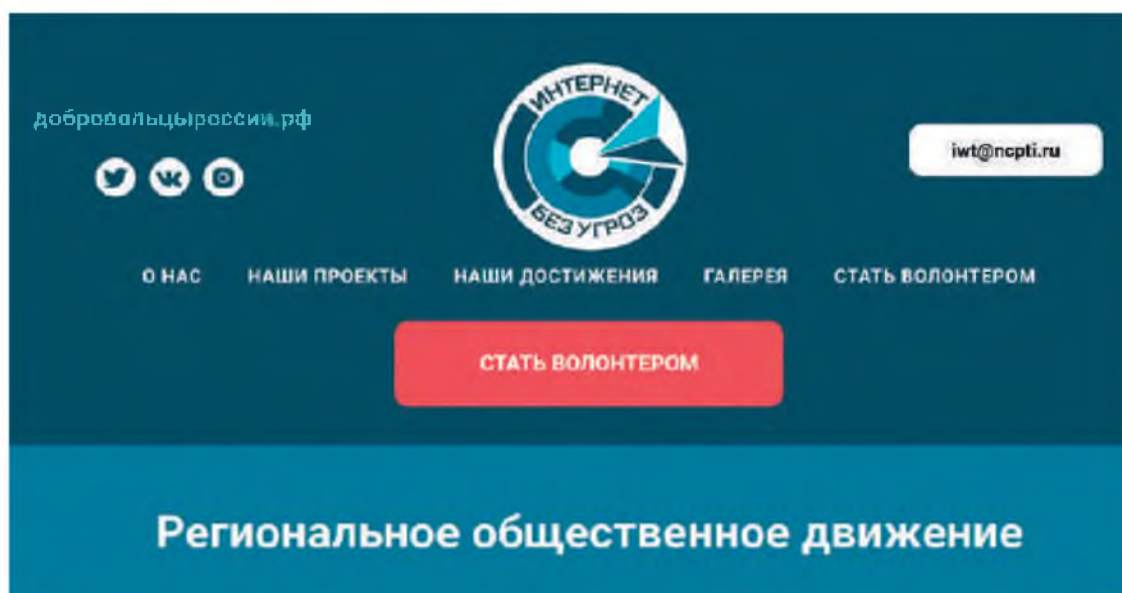 ИНТЕРНЕТ
БЕЗ УГРОЗ
добровольцыроссии.рф
iwt@ncpti.ru
О НАС НАШИ ПРОЕКТЫ НАШИ ДОСТИЖЕНИЯ ГАЛЕРЕЯ СТАТЬ ВОЛОНТЕРОМ
СТАТЬ ВОЛОНТЕРОМ
Региональное общественное движение